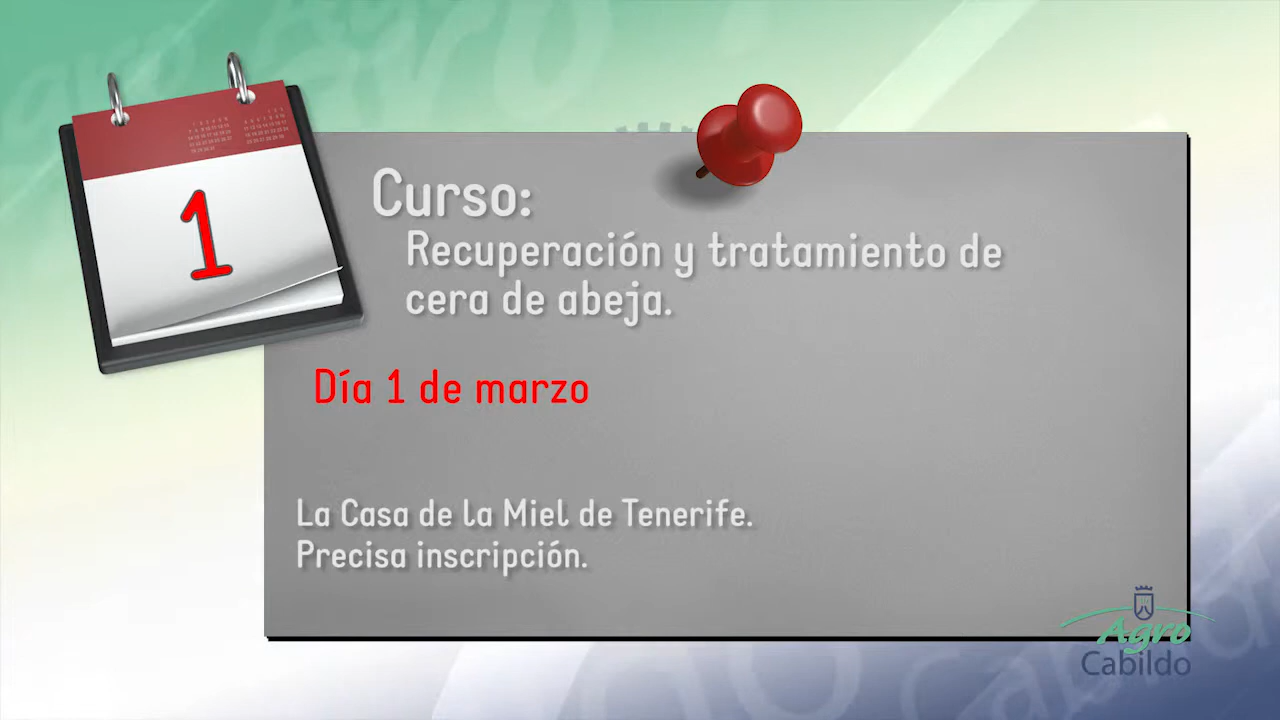 1
Curso:
Recuperación y tratamiento de
cera de abeja.
Día 1 de marzo
La Casa de la Miel de Tenerife.
Precisa inscripción.
Agro
Cabildo